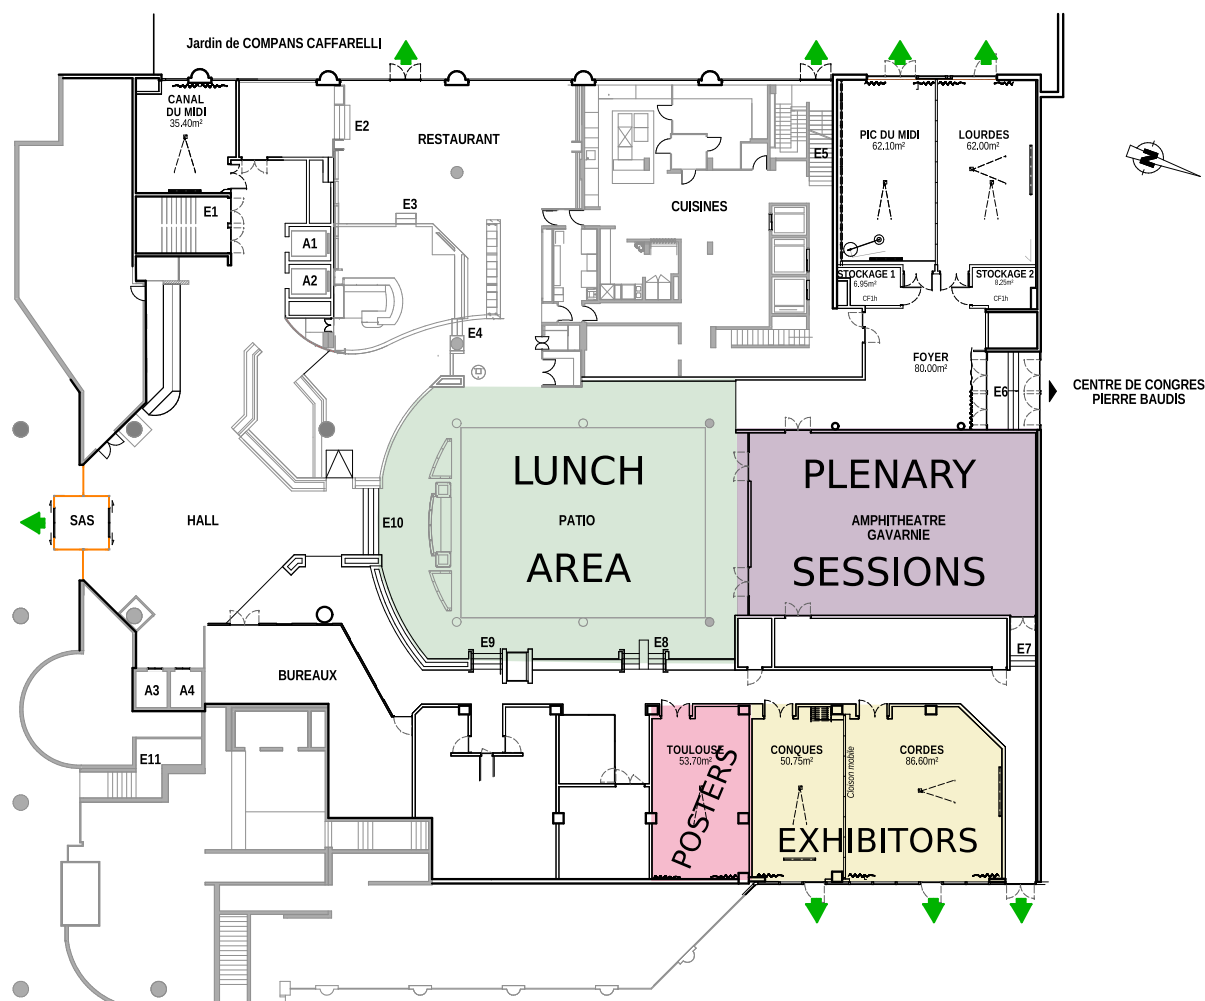 Jardin de COMPANS CAFFARELLI
CANAL
DU MIDI
35.40m²
E2
RESTAURANT
E5
PIC DU MIDI
62.10m²
LOURDES
62.00m²
N
E1
E3
CUISINES
A1
A2
STOCKAGE 1
6.95m²
CF1h
STOCKAGE 2
8.25m²
CF1h
E4
FOYER
80.00m²
E6
CENTRE DE CONGRES
PIERRE BAUDIS
LUNCH
AREA
PATIO
PLENARY
SESSIONS
AMPHITHEATRE
GAVARNIE
SAS
HALL
E10
E9
E8
E7
BUREAUX
A3
A4
E11
TOULOUSE
53.70m²
POSTERS
CONQUES
50.75m²
Cloison mobile
CORDES
86.60m²
EXHIBITORS